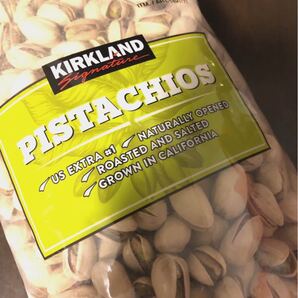 KIRKLAND
Signature
PISTACHIOS
✓ US EXTRA #1 ✓ NATURALLY OPENED
✓ ROASTED AND SALTED
✓ GROWN IN CALIFORNIA